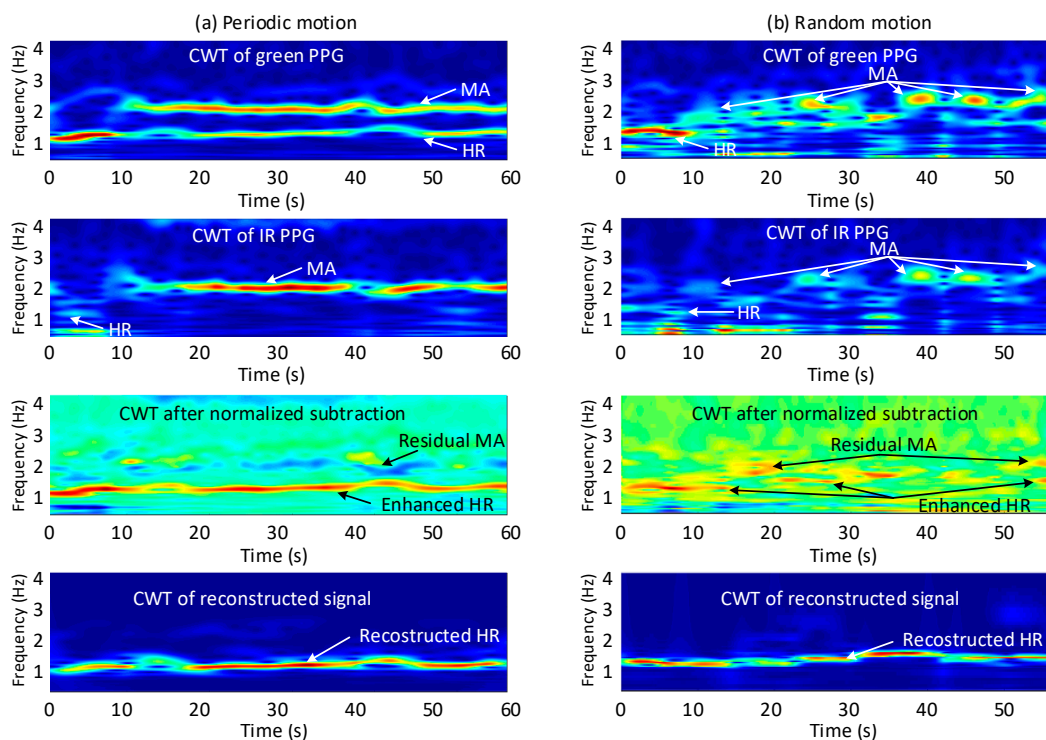 (a) Periodic motion
CWT of green PPG
MA
HR
Frequency (Hz)
4
3
2
1
0 10 20 30 40 50 60
Time (s)
CWT of IR PPG
MA
HR
Frequency (Hz)
4
3
2
1
0 10 20 30 40 50 60
Time (s)
CWT after normalized subtraction
Residual MA
Enhanced HR
Frequency (Hz)
4
3
2
1
0 10 20 30 40 50 60
Time (s)
CWT of reconstructed signal
Recostructed HR
Frequency (Hz)
4
3
2
1
0 10 20 30 40 50 60
Time (s)
(b) Random motion
CWT of green PPG
MA
HR
Frequency (Hz)
4
3
2
1
0 10 20 30 40 50
Time (s)
CWT of IR PPG
MA
HR
Frequency (Hz)
4
3
2
1
0 10 20 30 40 50
Time (s)
CWT after normalized subtraction
Residual MA
Enhanced HR
Frequency (Hz)
4
3
2
1
0 10 20 30 40 50
Time (s)
CWT of reconstructed signal
Recostructed HR
Frequency (Hz)
4
3
2
1
0 10 20 30 40 50
Time (s)